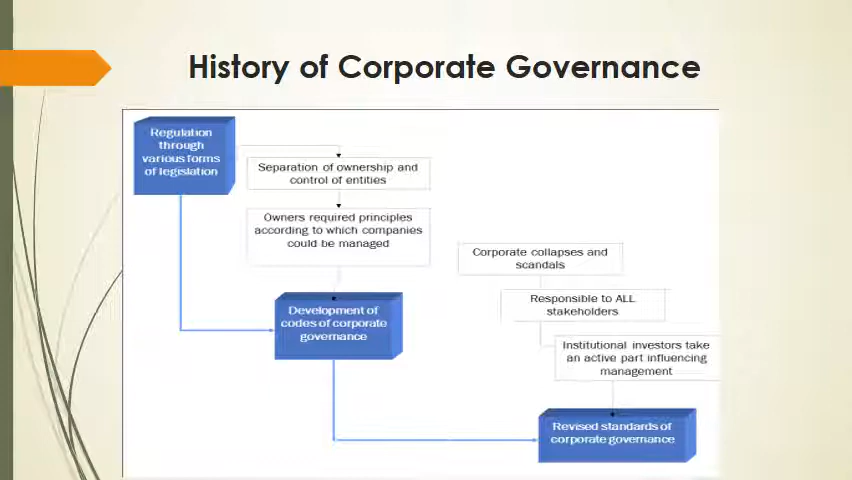 History of Corporate Governance
Regulation
through
various forms
of legislation
Separation of ownership and
control of entities
Owners required principles
according to which companies
could be managed
Corporate collapses and
scandals
Responsible to ALL
stakeholders
Development of
codes of corporate
governance
Institutional investors take
an active part influencing
management
Revised standards of
corporate governance